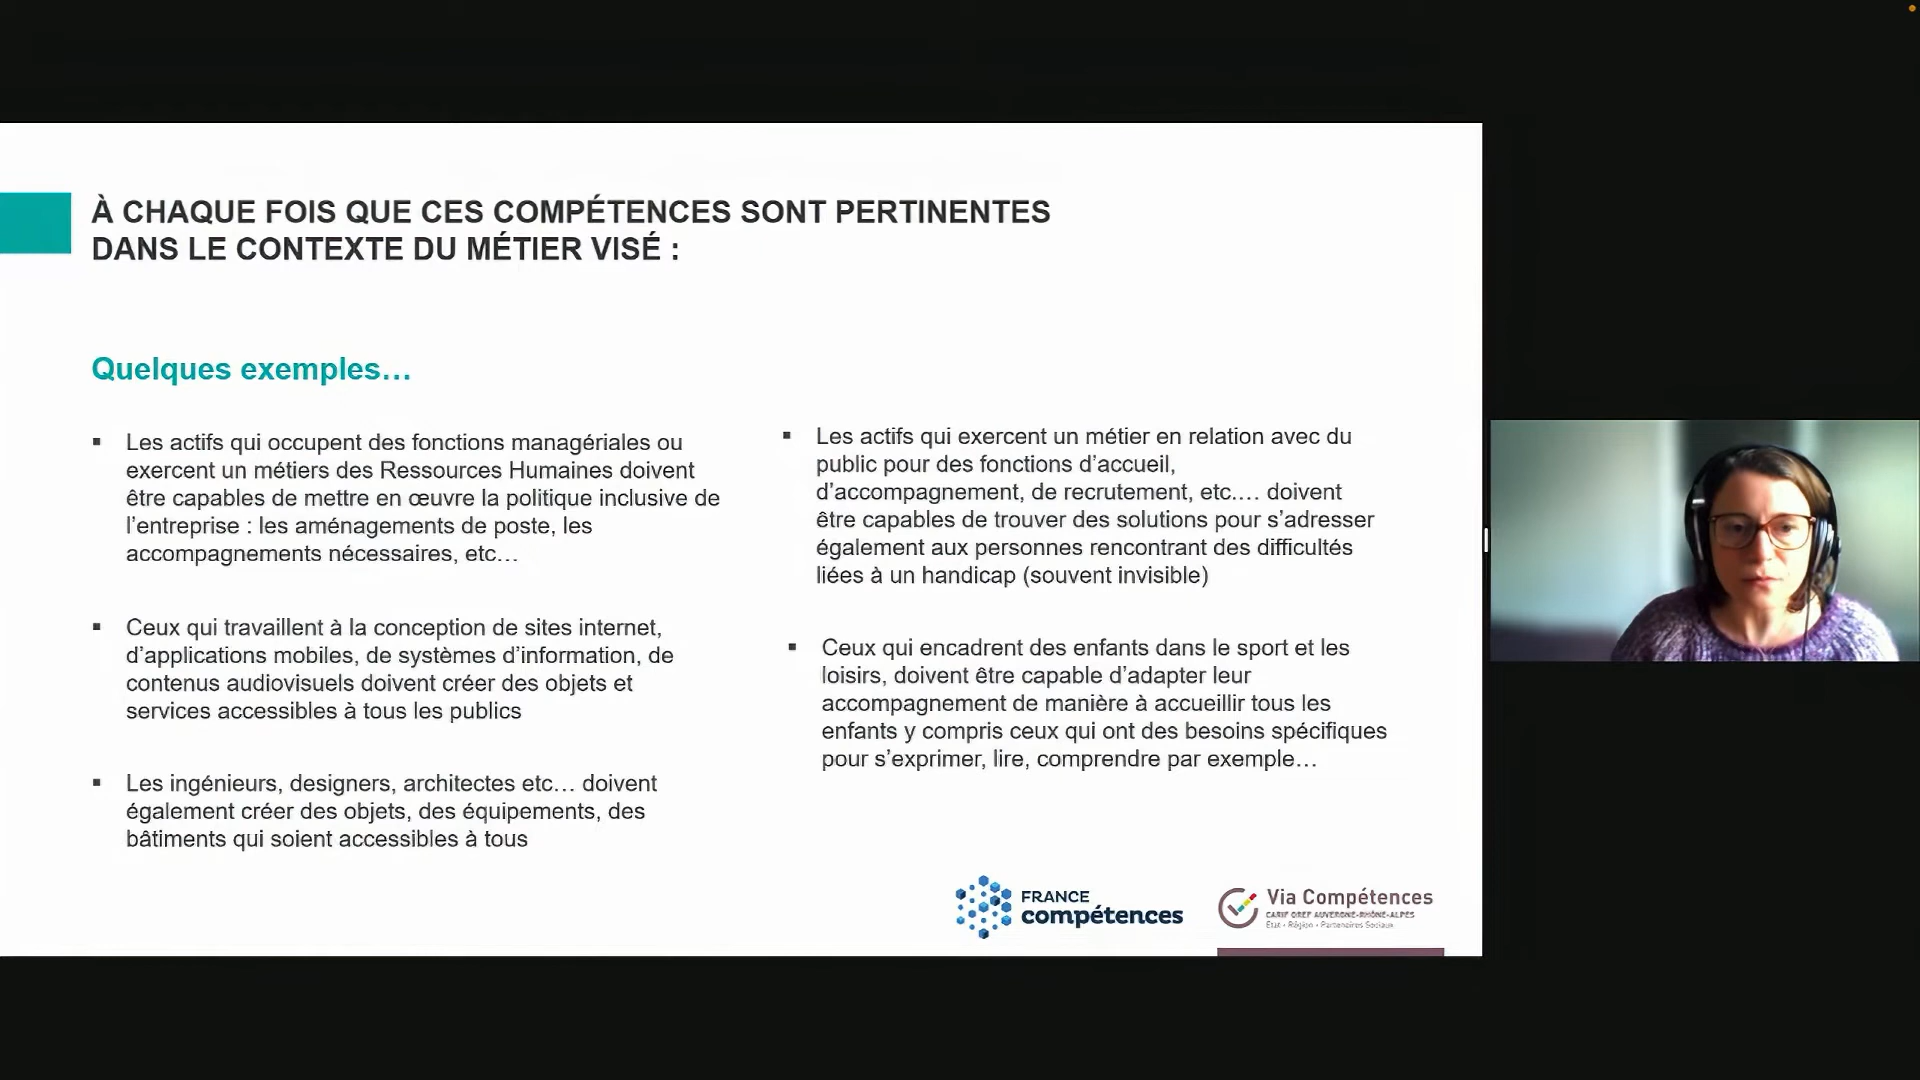 À CHAQUE FOIS QUE CES COMPÉTENCES SONT PERTINENTES
DANS LE CONTEXTE DU MÉTIER VISÉ :
Quelques exemples…
▪ Les actifs qui occupent des fonctions managériales ou
exercent un métiers des Ressources Humaines doivent
être capables de mettre en œuvre la politique inclusive de
l’entreprise : les aménagements de poste, les
accompagnements nécessaires, etc…
▪ Ceux qui travaillent à la conception de sites internet,
d’applications mobiles, de systèmes d’information, de
contenus audiovisuels doivent créer des objets et
services accessibles à tous les publics
▪ Les ingénieurs, designers, architectes etc… doivent
également créer des objets, des équipements, des
bâtiments qui soient accessibles à tous
▪ Les actifs qui exercent un métier en relation avec du
public pour des fonctions d’accueil,
d’accompagnement, de recrutement, etc.… doivent
être capables de trouver des solutions pour s’adresser
également aux personnes rencontrant des difficultés
liées à un handicap (souvent invisible)
▪ Ceux qui encadrent des enfants dans le sport et les
loisirs, doivent être capable d’adapter leur
accompagnement de manière à accueillir tous les
enfants y compris ceux qui ont des besoins spécifiques
pour s’exprimer, lire, comprendre par exemple…
FRANCE
compétences
Via Compétences
CARIF OREF AUVERGNE-RHÔNE-ALPES
État • Région • Partenaires Sociaux